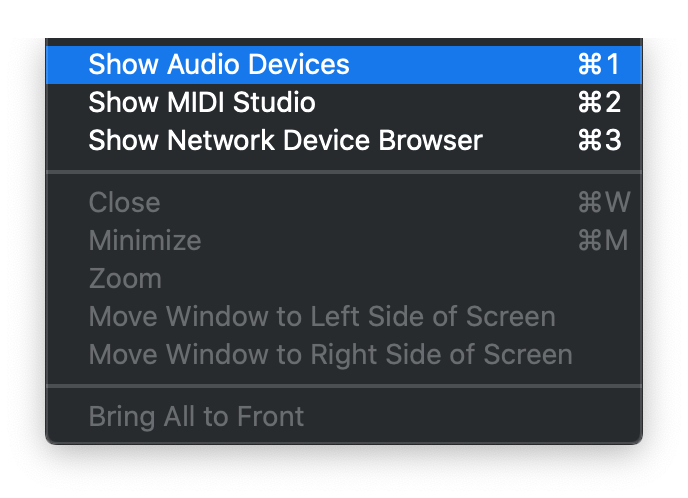 Show Audio Devices ⌘1
Show MIDI Studio ⌘2
Show Network Device Browser ⌘3
Close ⌘W
Minimize ⌘M
Zoom
Move Window to Left Side of Screen
Move Window to Right Side of Screen
Bring All to Front